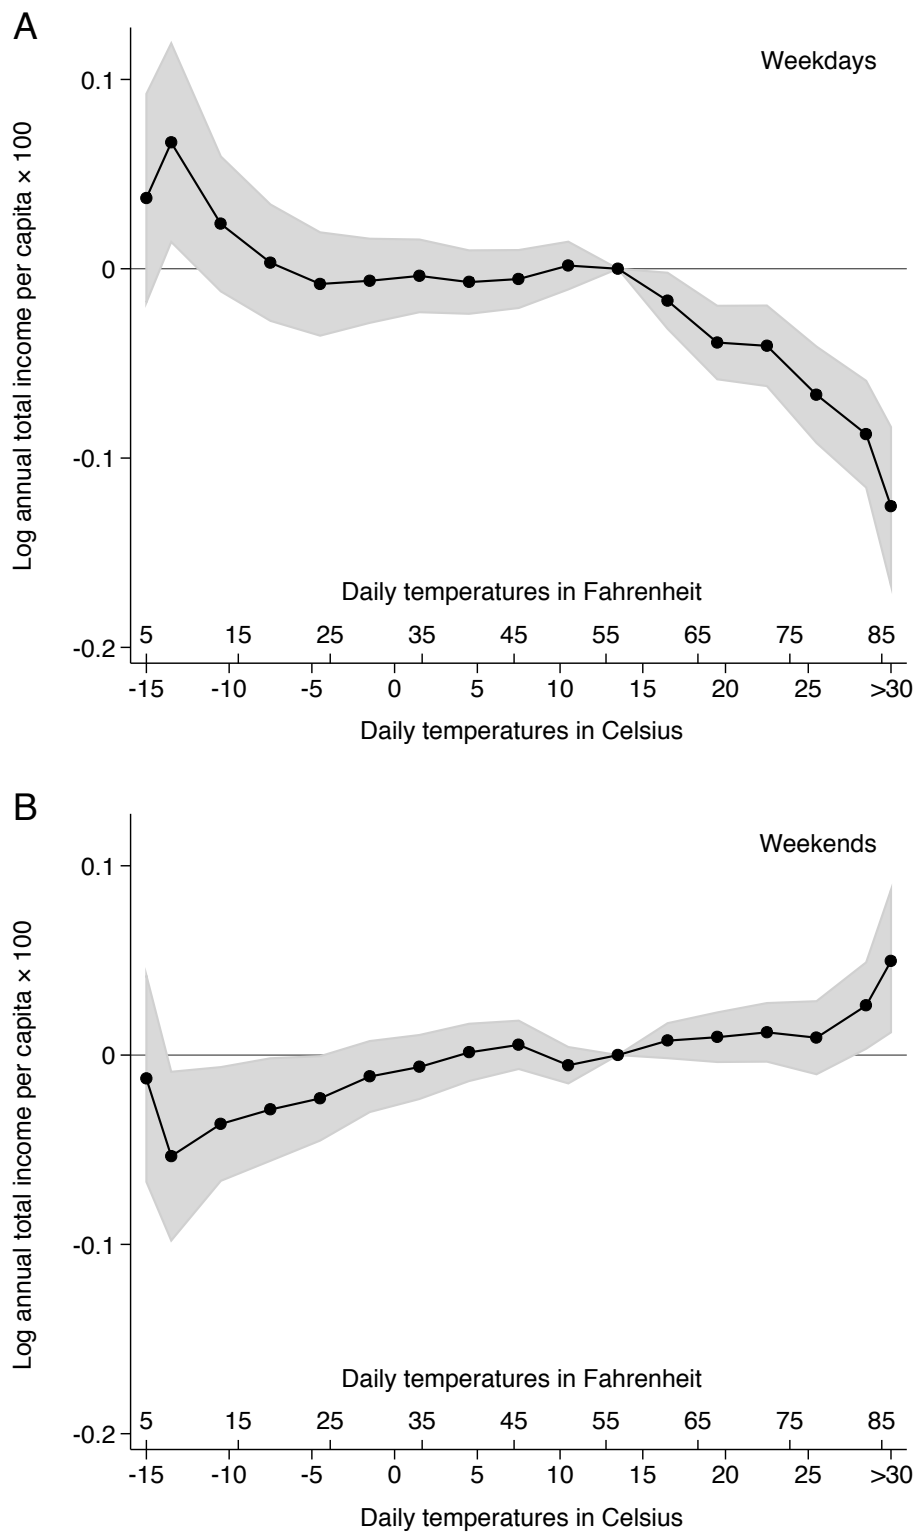 A
Weekdays
Log annual total income per capita × 100
0.1
0
-0.1
-0.2
Daily temperatures in Fahrenheit
5 15 25 35 45 55 65 75 85
-15 -10 -5 0 5 10 15 20 25 >30
Daily temperatures in Celsius
B
Weekends
Log annual total income per capita × 100
0.1
0
-0.1
-0.2
Daily temperatures in Fahrenheit
5 15 25 35 45 55 65 75 85
-15 -10 -5 0 5 10 15 20 25 >30
Daily temperatures in Celsius